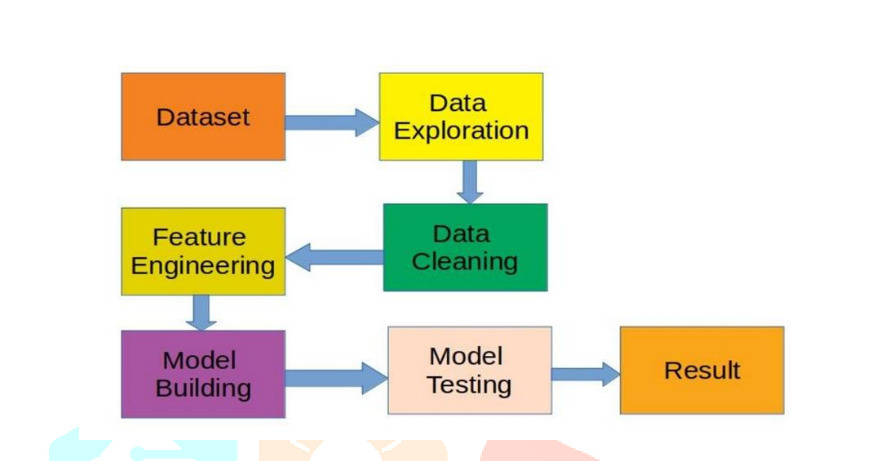 Dataset
Data
Exploration
Data
Cleaning
Feature
Engineering
Model
Building
Model
Testing
Result